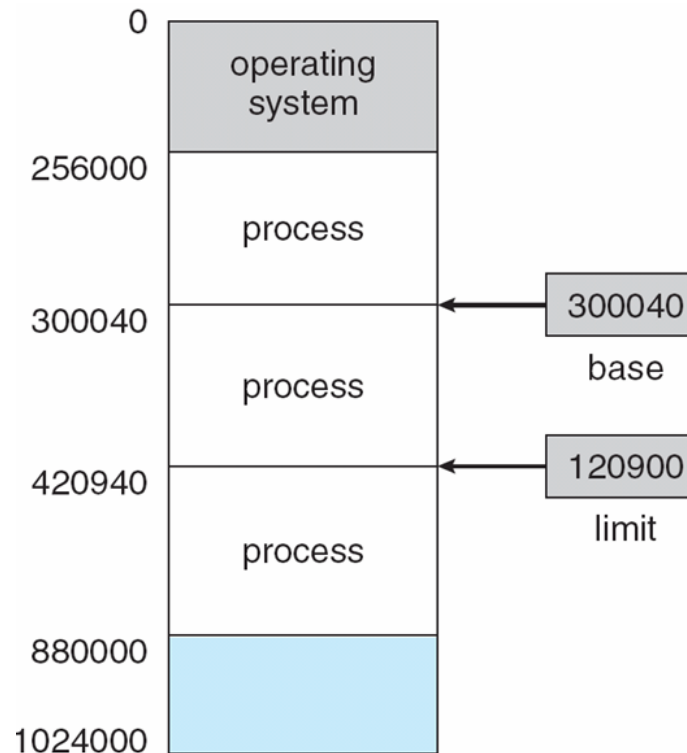 0
operating
system
256000
process
300040
300040
base
process
120900
420940
limit
process
880000
1024000